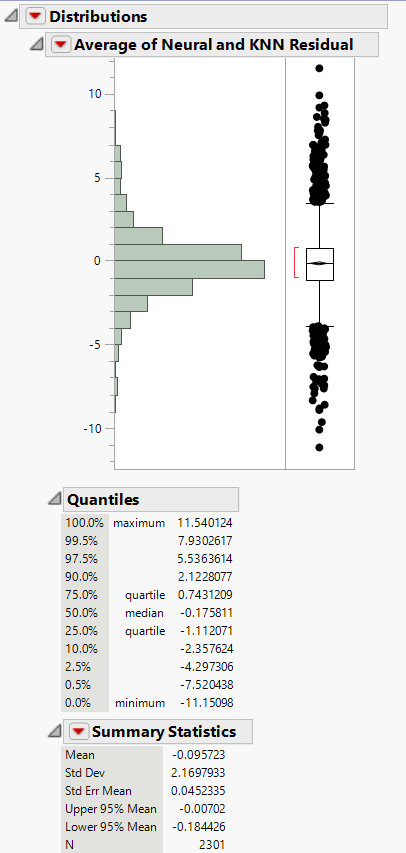 Distributions
Average of Neural and KNN Residual
10
5
0
-5
-10
Quantiles
100.0% maximum 11.540124
99.5% 7.9302617
97.5% 5.5363614
90.0% 2.1228077
75.0% quartile 0.7431209
50.0% median -0.175811
25.0% quartile -1.112071
10.0% -2.357624
2.5% -4.297306
0.5% -7.520438
0.0% minimum -11.15098
Summary Statistics
Mean -0.095723
Std Dev 2.1697933
Std Err Mean 0.0452335
Upper 95% Mean -0.00702
Lower 95% Mean -0.184426
N 2301